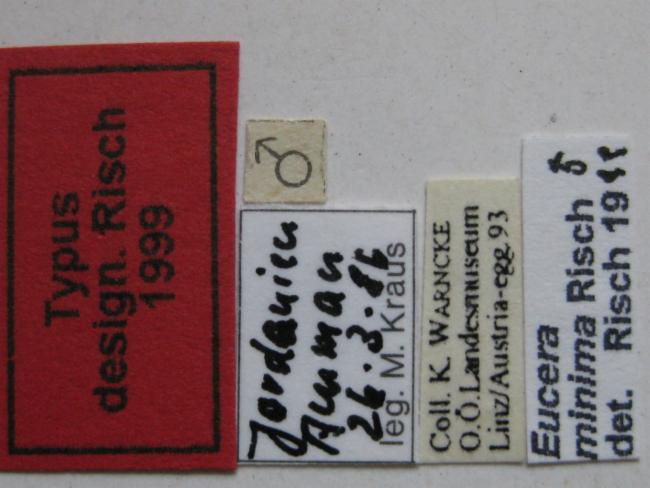 Typus
design. Risch
1999
♂
Jordanien
Amman
26.3.86
leg. M. Kraus
Coll. K. WARNCKE
O.Ö.Landesmuseum
Linz/Austria-egg.93
Eucera ♂
minima Risch
det. Risch 19